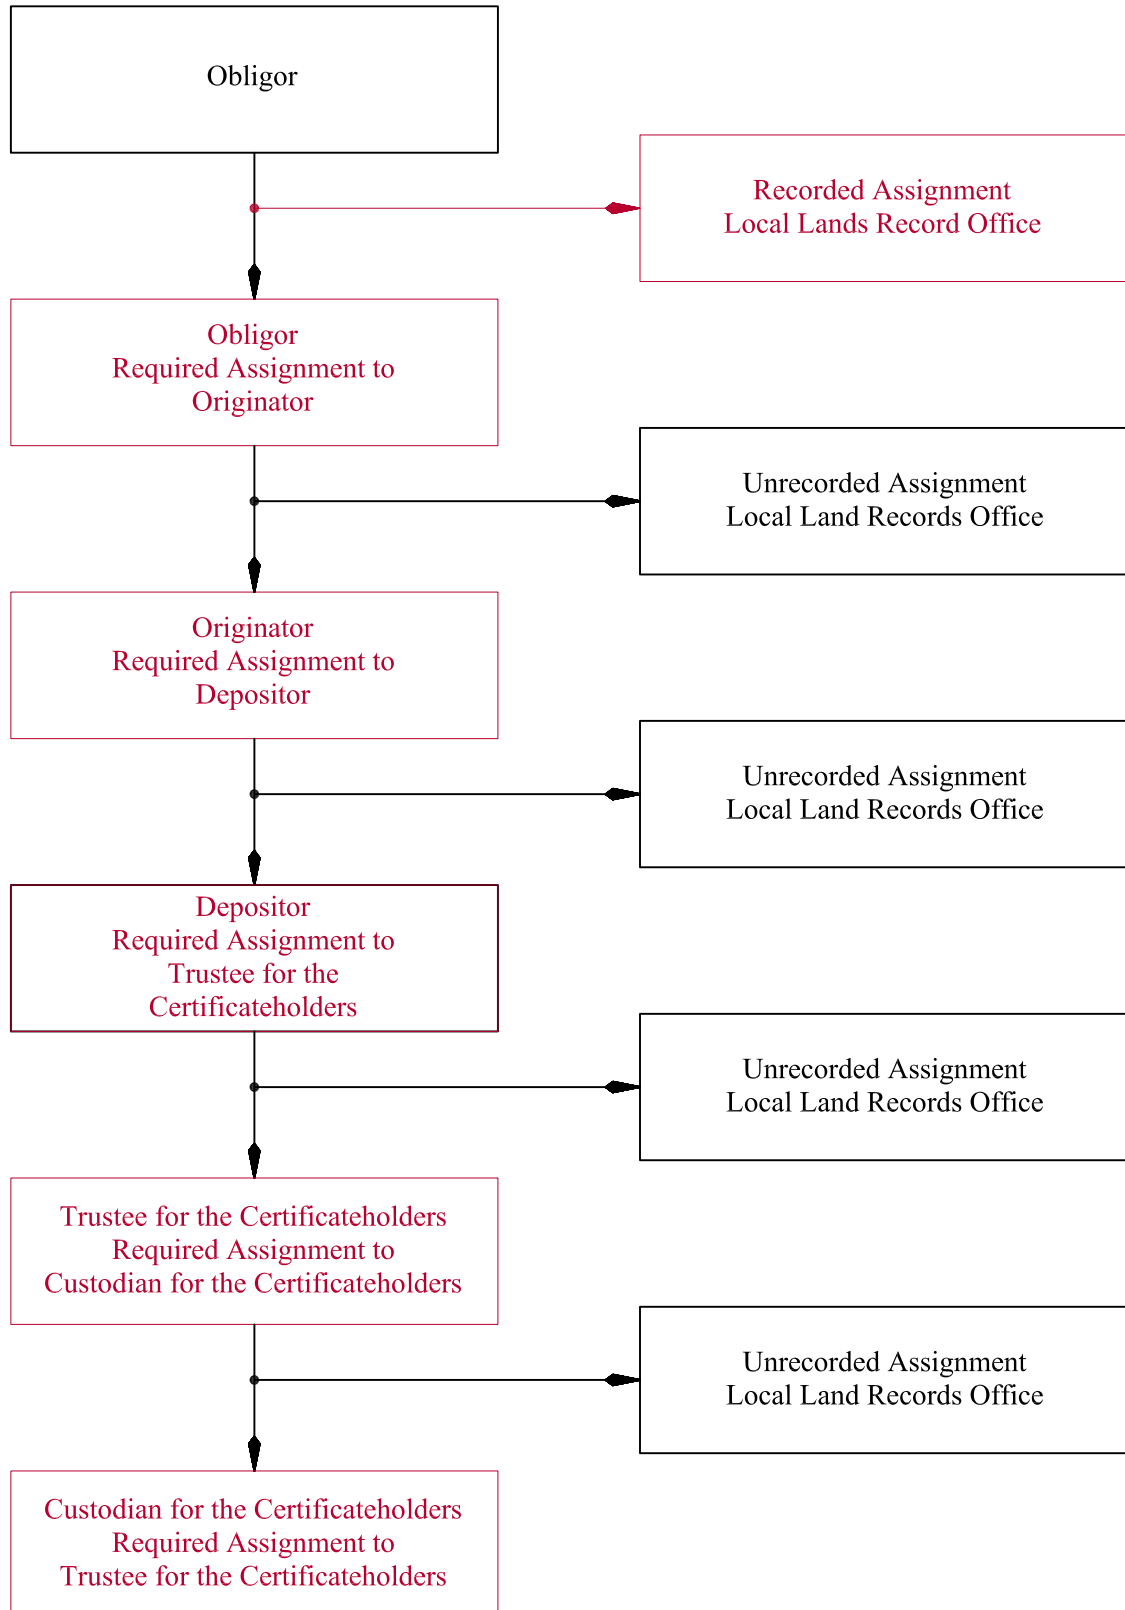 Obligor
Recorded Assignment
Local Lands Record Office
Obligor
Required Assignment to
Originator
Unrecorded Assignment
Local Land Records Office
Originator
Required Assignment to
Depositor
Unrecorded Assignment
Local Land Records Office
Depositor
Required Assignment to
Trustee for the
Certificateholders
Unrecorded Assignment
Local Land Records Office
Trustee for the Certificateholders
Required Assignment to
Custodian for the Certificateholders
Unrecorded Assignment
Local Land Records Office
Custodian for the Certificateholders
Required Assignment to
Trustee for the Certificateholders